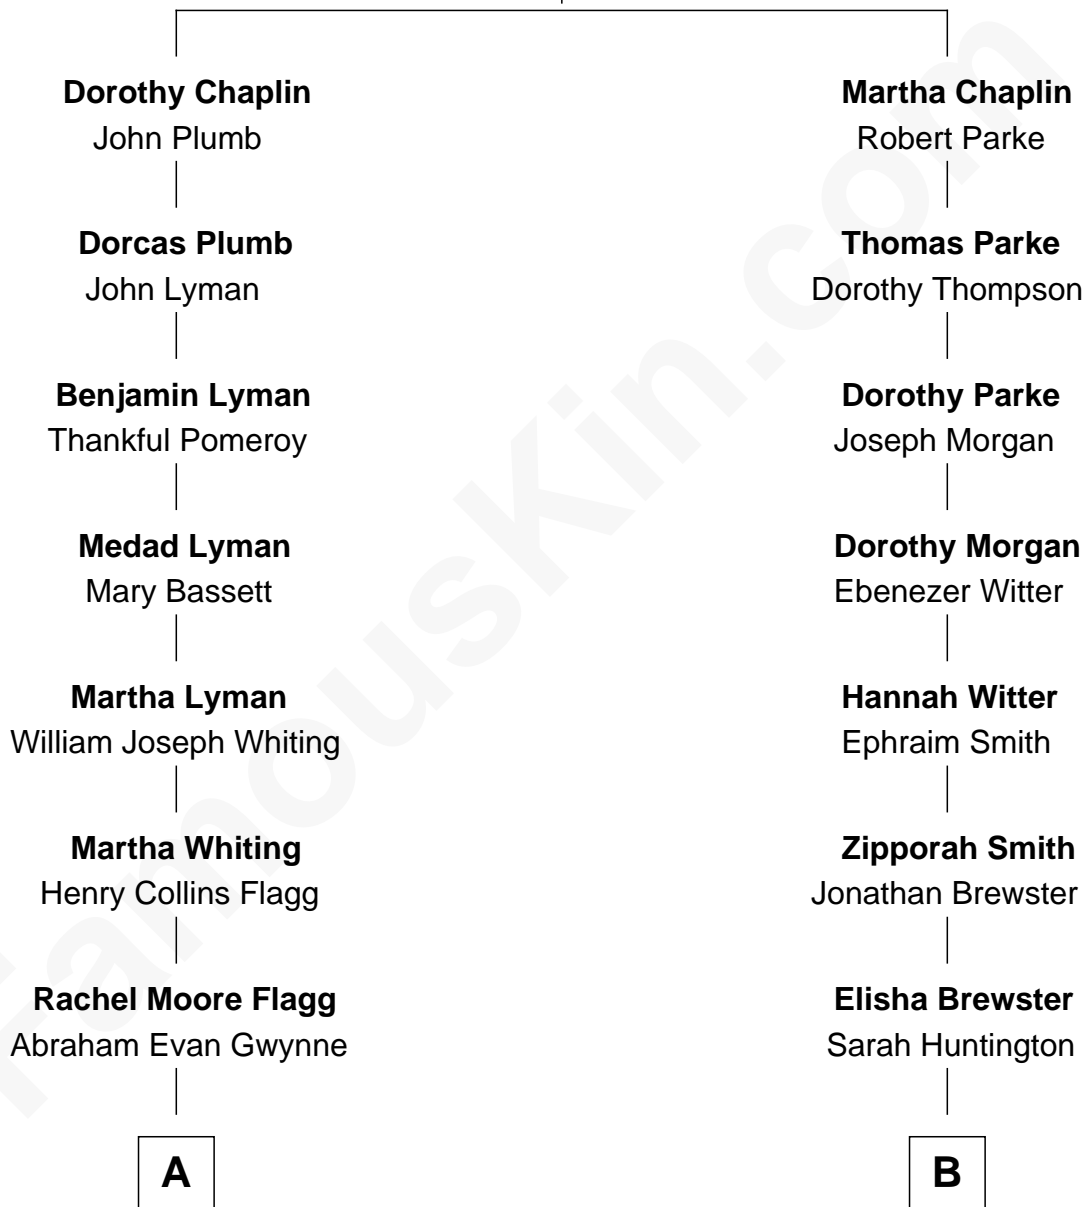 Dorothy Chaplin
John Plumb
Martha Chaplin
Robert Parke
Dorcas Plumb
John Lyman
Thomas Parke
Dorothy Thompson
Benjamin Lyman
Thankful Pomeroy
Dorothy Parke
Joseph Morgan
Medad Lyman
Mary Bassett
Dorothy Morgan
Ebenezer Witter
Martha Lyman
William Joseph Whiting
Hannah Witter
Ephraim Smith
Martha Whiting
Henry Collins Flagg
Zipporah Smith
Jonathan Brewster
Rachel Moore Flagg
Abraham Evan Gwynne
Elisha Brewster
Sarah Huntington
A
B
FamousKin.com